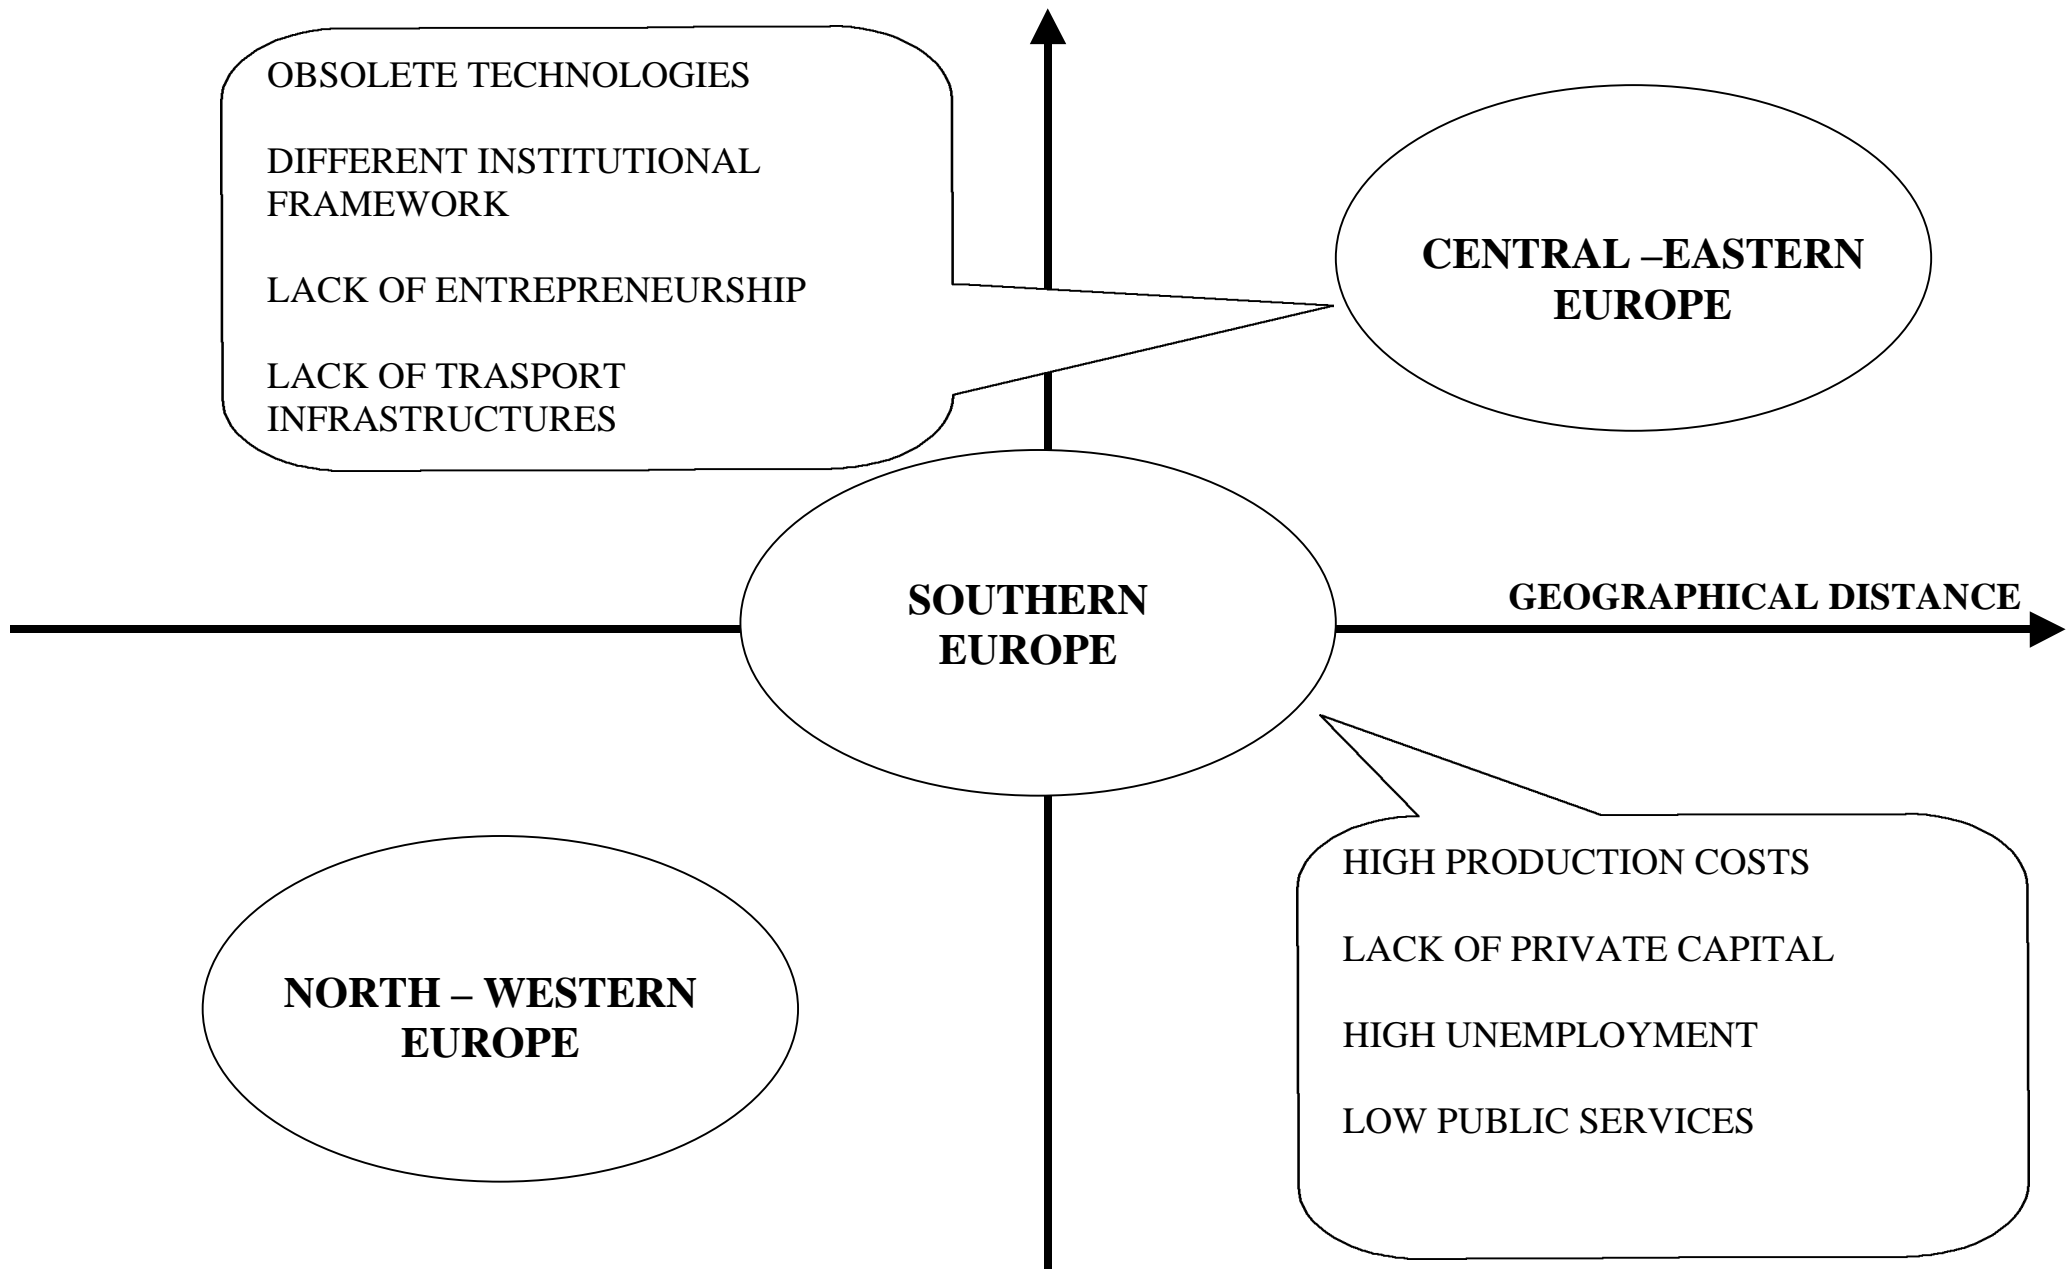 OBSOLETE TECHNOLOGIES
DIFFERENT INSTITUTIONAL
FRAMEWORK
LACK OF ENTREPRENEURSHIP
LACK OF TRASPORT
INFRASTRUCTURES
CENTRAL –EASTERN
EUROPE
SOUTHERN
EUROPE
GEOGRAPHICAL DISTANCE
NORTH – WESTERN
EUROPE
HIGH PRODUCTION COSTS
LACK OF PRIVATE CAPITAL
HIGH UNEMPLOYMENT
LOW PUBLIC SERVICES